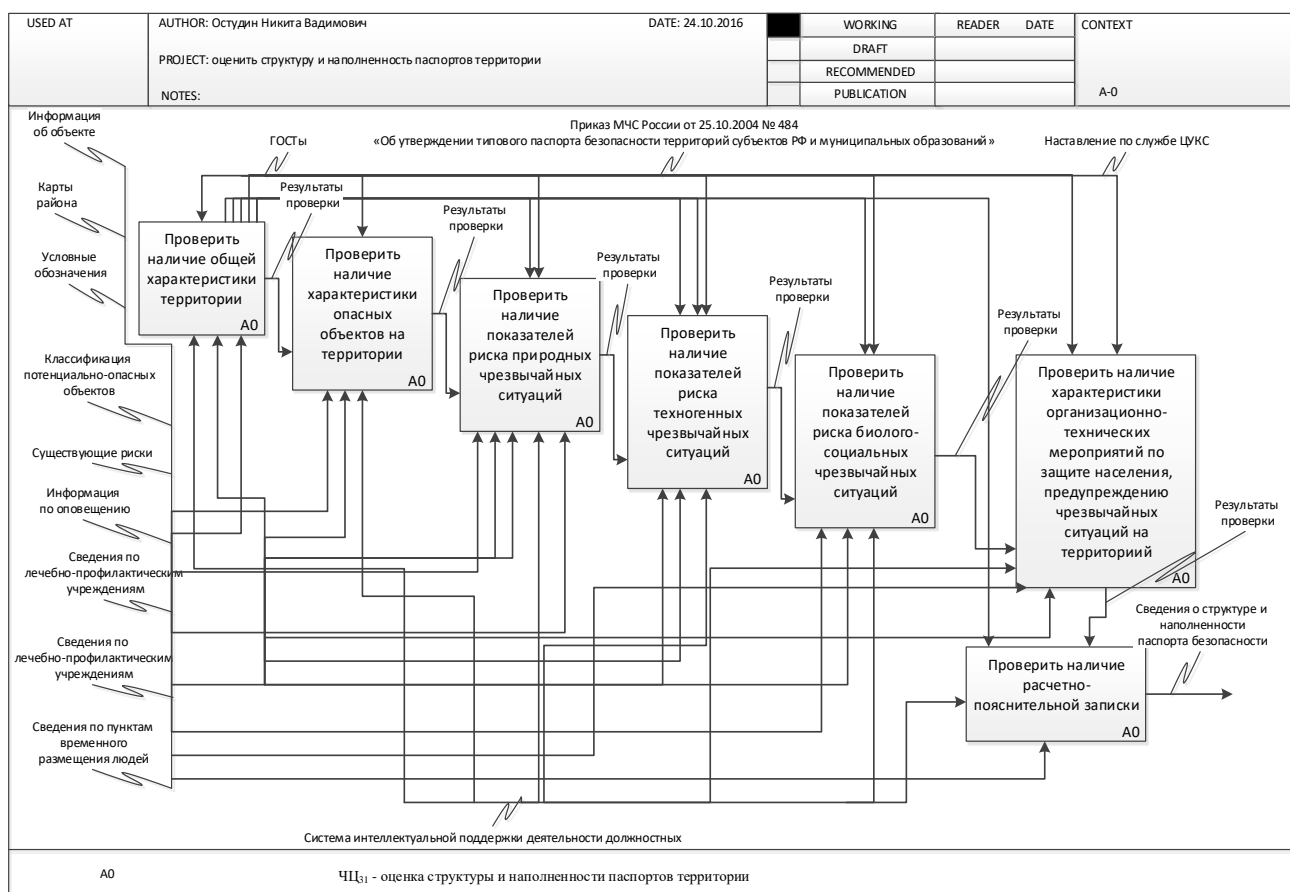 USED AT
AUTHOR: Остудин Никита Вадимович
DATE: 24.10.2016
PROJECT: оценить структуру и наполненность паспортов территории
NOTES:
WORKING
DRAFT
RECOMMENDED
PUBLICATION
READER
DATE
CONTEXT
A-0
Информация
об объекте
Карты
района
Условные
обозначения
Классификация
потенциально-опасных
объектов
Существующие риски
Информация
по оповещению
Сведения по
лечебно-профилактическим
учреждениям
Сведения по
лечебно-профилактическим
учреждениям
Сведения по пунктам
временного
размещения людей
ГОСТы
Приказ МЧС России от 25.10.2004 № 484
«Об утверждении типового паспорта безопасности территорий субъектов РФ и муниципальных образований»
Наставление по службе ЦУКС
Проверить
наличие общей
характеристики
территории
A0
Результаты
проверки
Проверить
наличие
характеристики
опасных
объектов на
территории
A0
Результаты
проверки
Проверить
наличие
показателей
риска природных
чрезвычайных
ситуаций
A0
Результаты
проверки
Проверить
наличие
показателей
риска
техногенных
чрезвычайных
ситуаций
A0
Результаты
проверки
Проверить
наличие
показателей
риска биолого-
социальных
чрезвычайных
ситуаций
A0
Результаты
проверки
Проверить наличие
характеристики
организационно-
технических
мероприятий по
защите населения,
предупреждению
чрезвычайных
ситуаций на
территорией
A0
Результаты
проверки
Проверить наличие
расчетно-
пояснительной записки
A0
Сведения о структуре и
наполненности
паспорта безопасности
Система интеллектуальной поддержки деятельности должностных
A0
ЧЦ31 - оценка структуры и наполненности паспортов территории